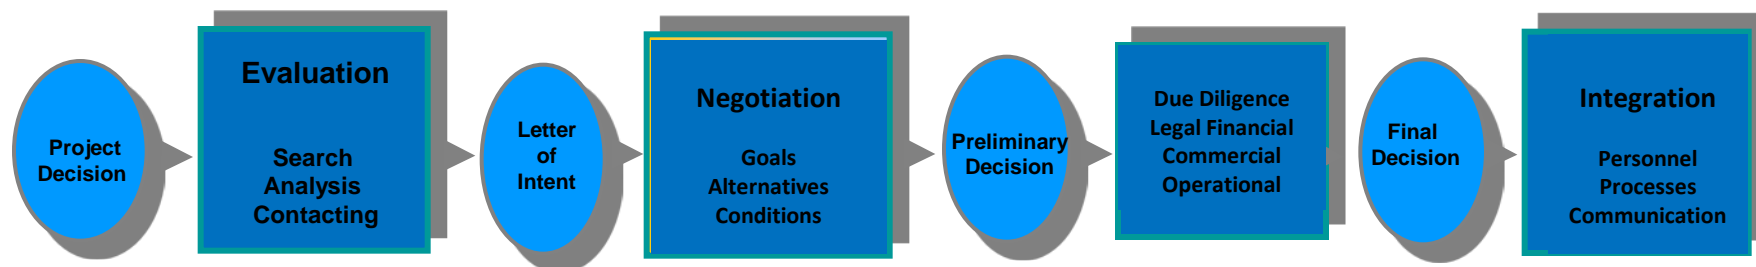 Project
Decision
Evaluation
Search
Analysis
Contacting
Letter
of
Intent
Negotiation
Goals
Alternatives
Conditions
Preliminary
Decision
Due Diligence
Legal Financial
Commercial
Operational
Final
Decision
Integration
Personnel
Processes
Communication